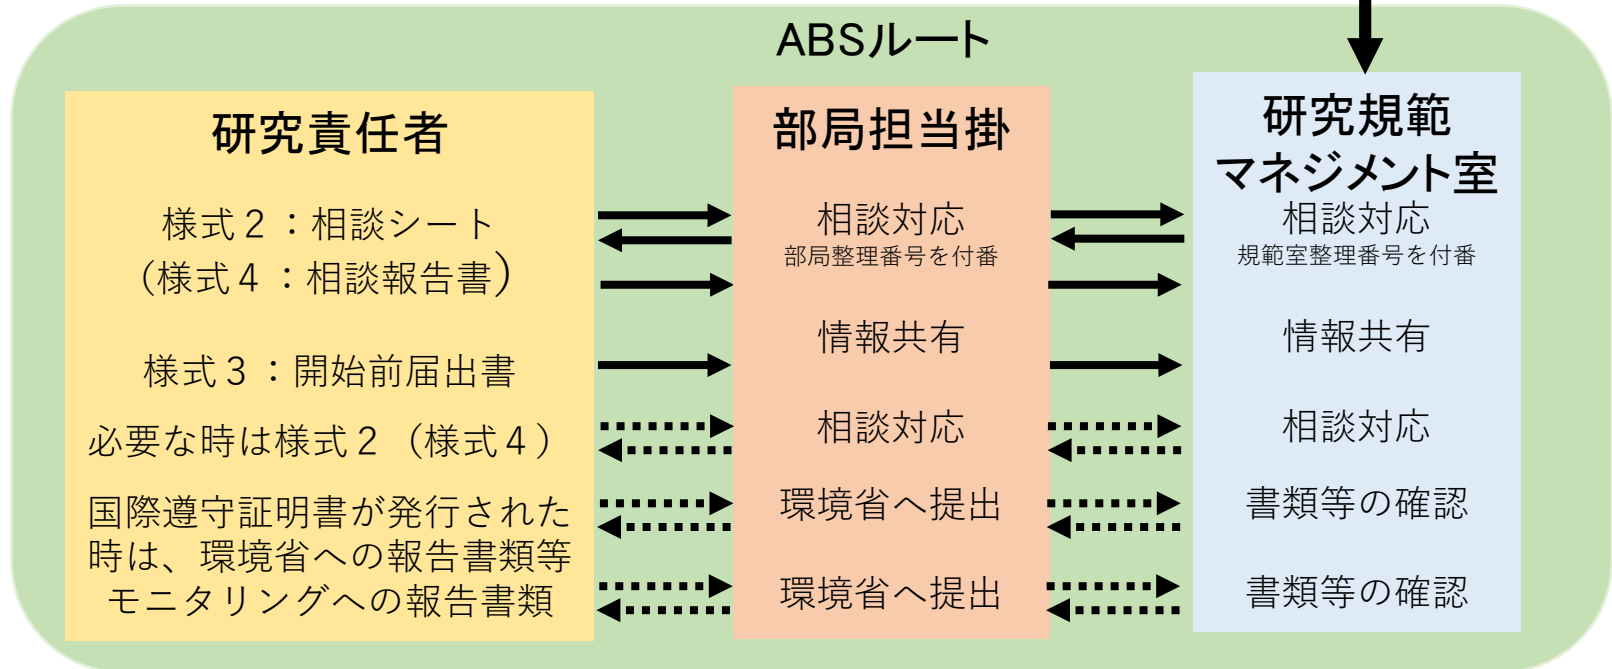 ABSルート
研究責任者
様式２：相談シート
(様式４：相談報告書)
様式３：開始前届出書
必要な時は様式２（様式４）
国際遵守証明書が発行された
時は、環境省への報告書類等
モニタリングへの報告書類
部局担当掛
相談対応
部局整理番号を付番
情報共有
相談対応
環境省へ提出
環境省へ提出
研究規範
マネジメント室
相談対応
規範室整理番号を付番
情報共有
相談対応
書類等の確認
書類等の確認